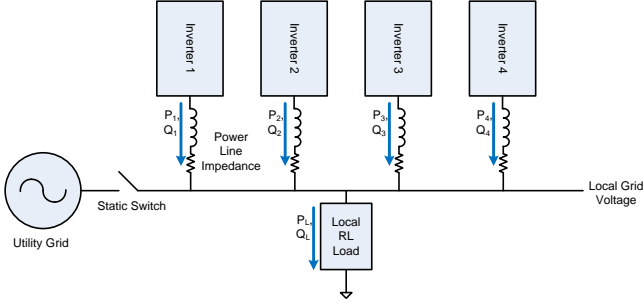 Inverter 1
Inverter 2
Inverter 3
Inverter 4
P1,
Q1
P2,
Q2
P3,
Q3
P4,
Q4
Power
Line
Impedance
Static Switch
Utility Grid
PL,
QL
Local
RL
Load
Local Grid
Voltage